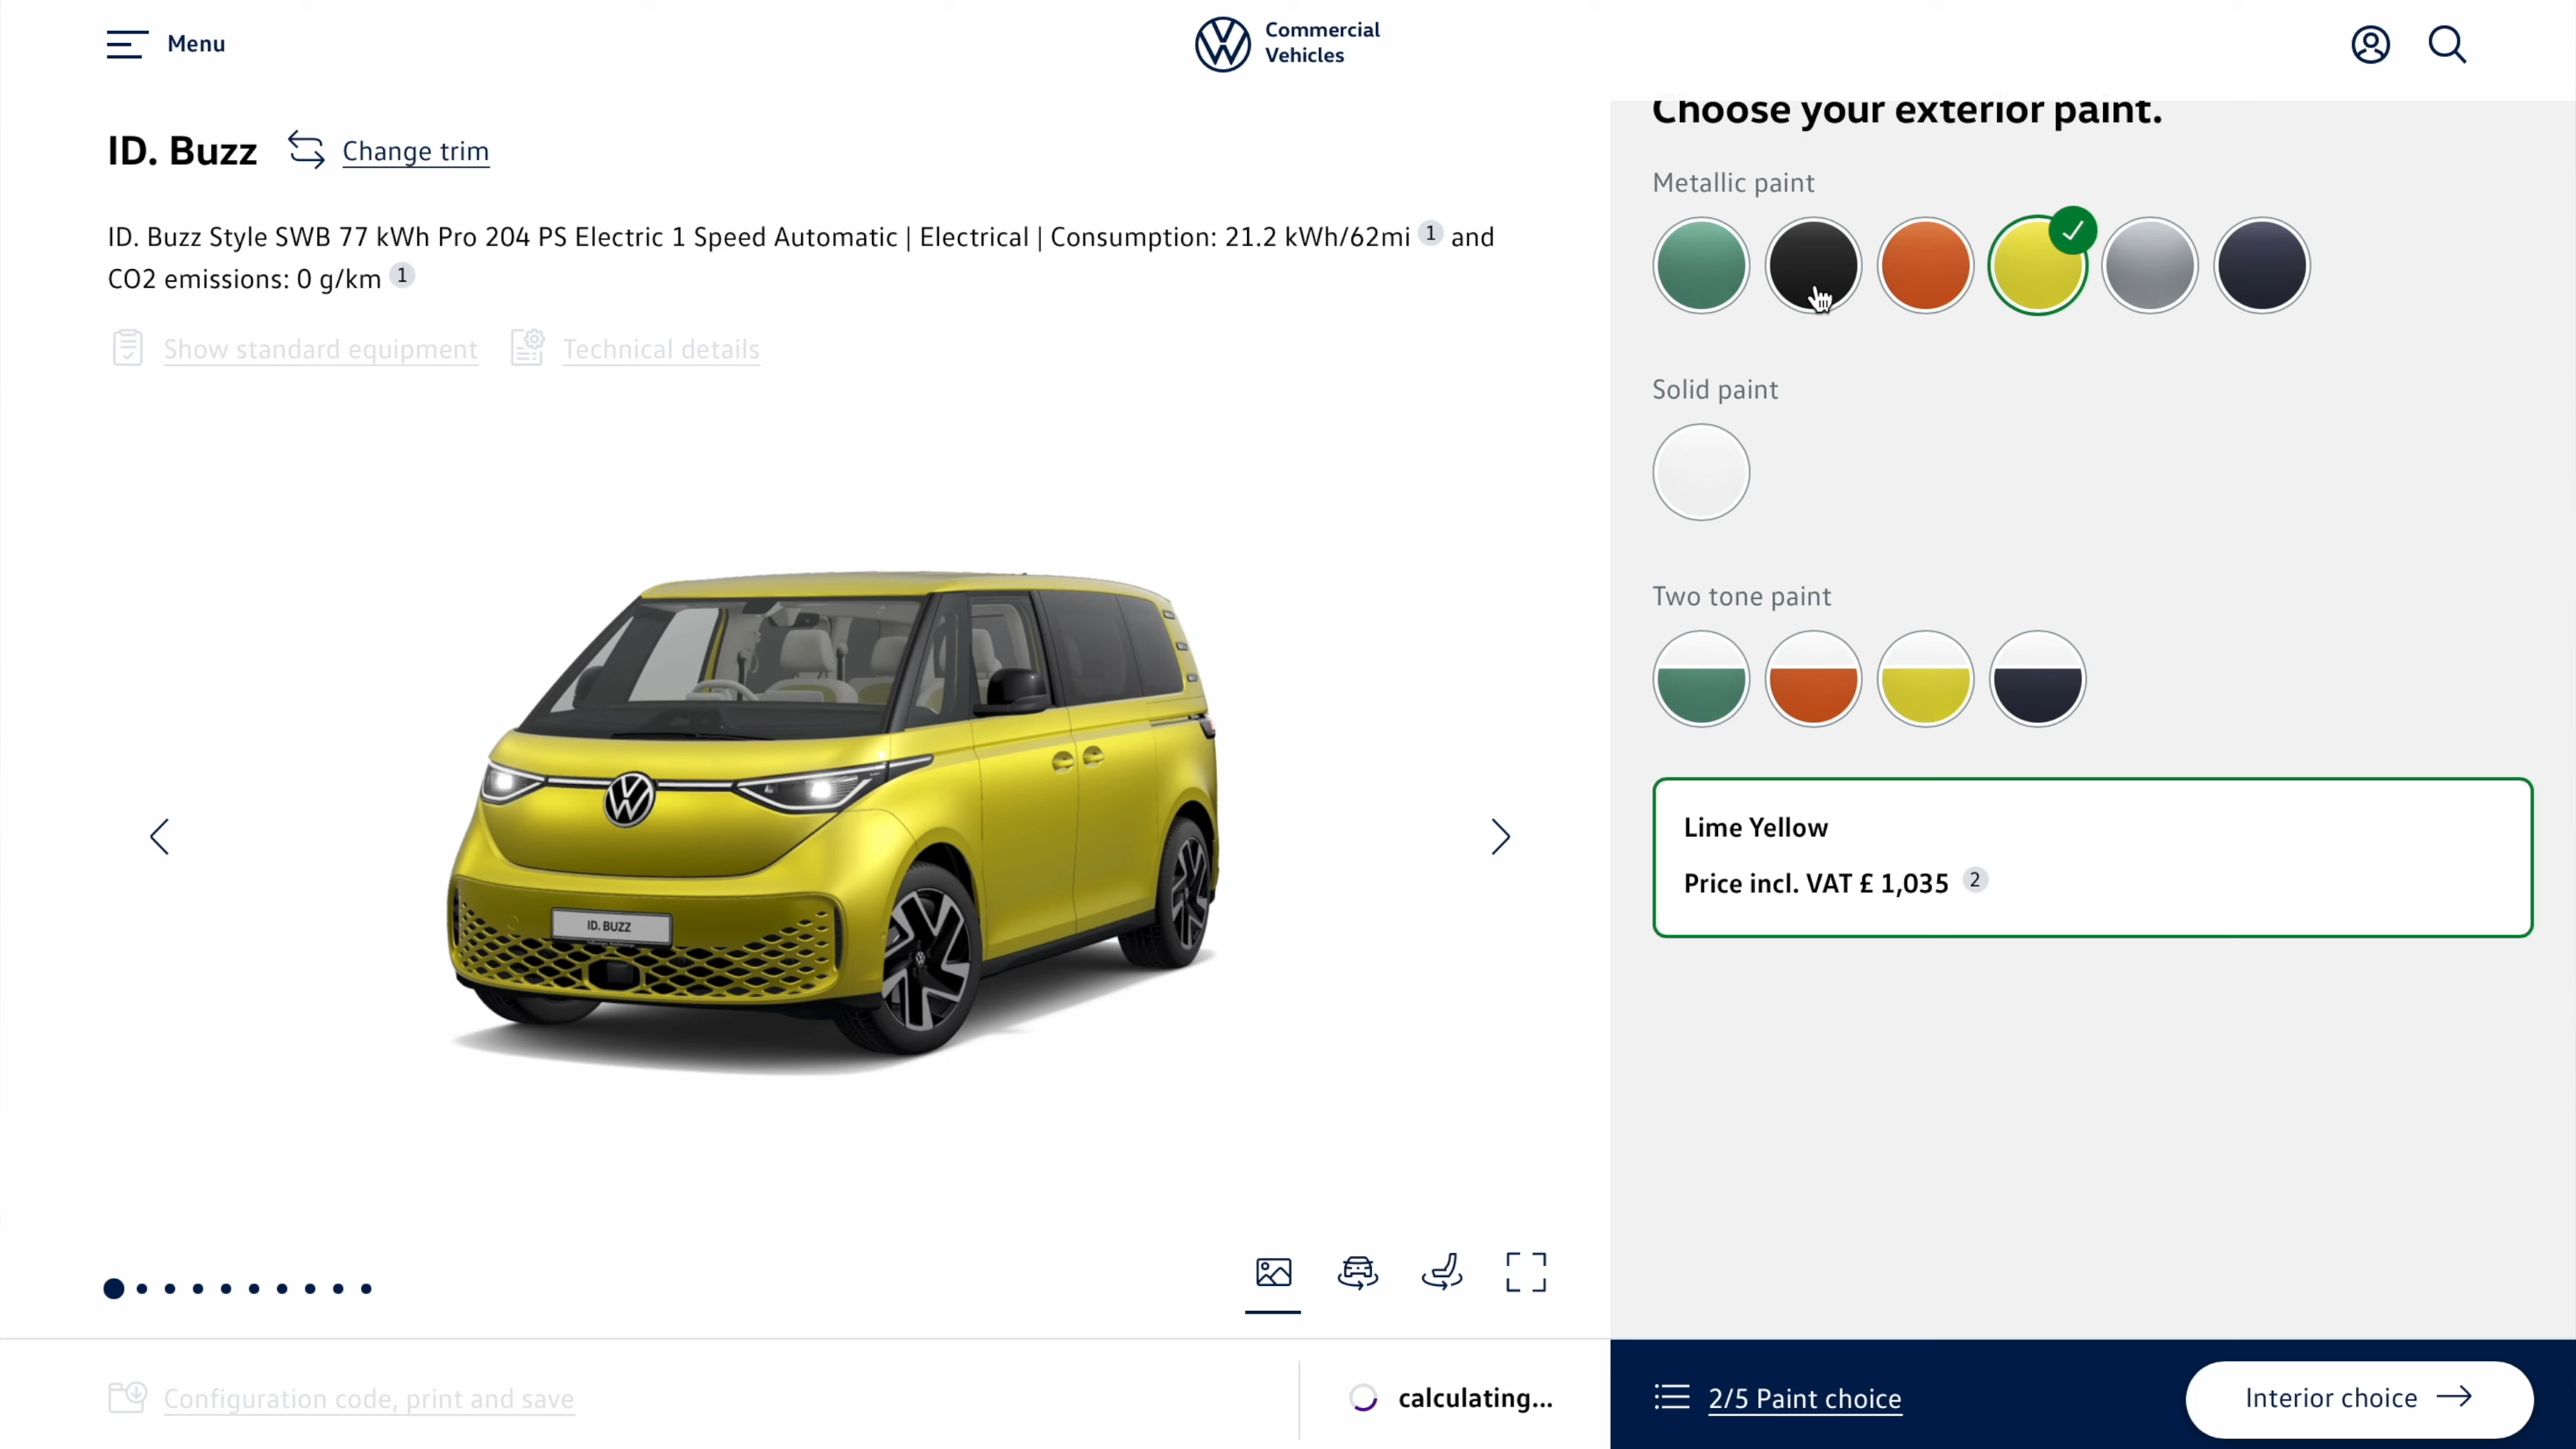 Menu
Commercial
Vehicles
ID. Buzz
Change trim
ID. Buzz Style SWB 77 kWh Pro 204 PS Electric 1 Speed Automatic | Electrical | Consumption: 21.2 kWh/62mi 1 and
CO2 emissions: 0 g/km 1
Show standard equipment
Technical details
ID. BUZZ
Configuration code, print and save
calculating...
Choose your exterior paint.
Metallic paint
Solid paint
Two tone paint
Lime Yellow
Price incl. VAT £ 1,035 2
2/5 Paint choice
Interior choice